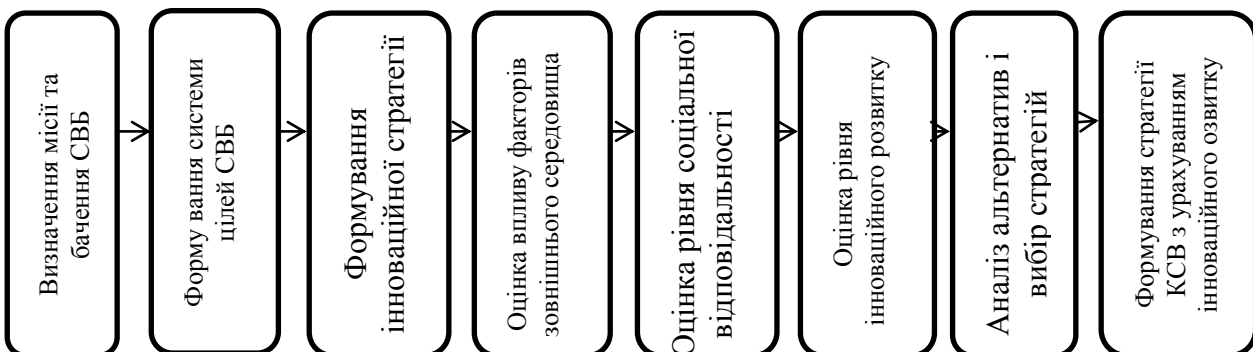 Визначення місії та
бачення СВБ
Форму вання системи
цілей СВБ
Формування
інноваційної стратегії
Оцінка впливу факторів
зовнішнього середовища
Оцінка рівня соціальної
відповідальності
Оцінка рівня
інноваційного розвитку
Аналіз альтернатив і
вибір стратегій
Формування стратегії
КСВ з урахуванням
інноваційного озвитку